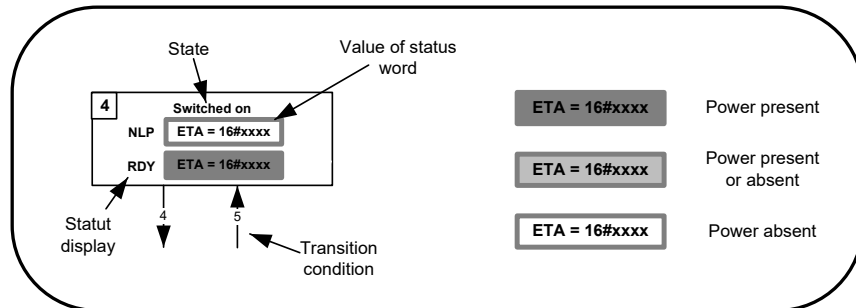 State
Value of status
word
4
Switched on
NLP
ETA = 16#xxxx
RDY
ETA = 16#xxxx
Statut
display
4
5
Transition
condition
ETA = 16#xxxx
Power present
ETA = 16#xxxx
Power present
or absent
ETA = 16#xxxx
Power absent